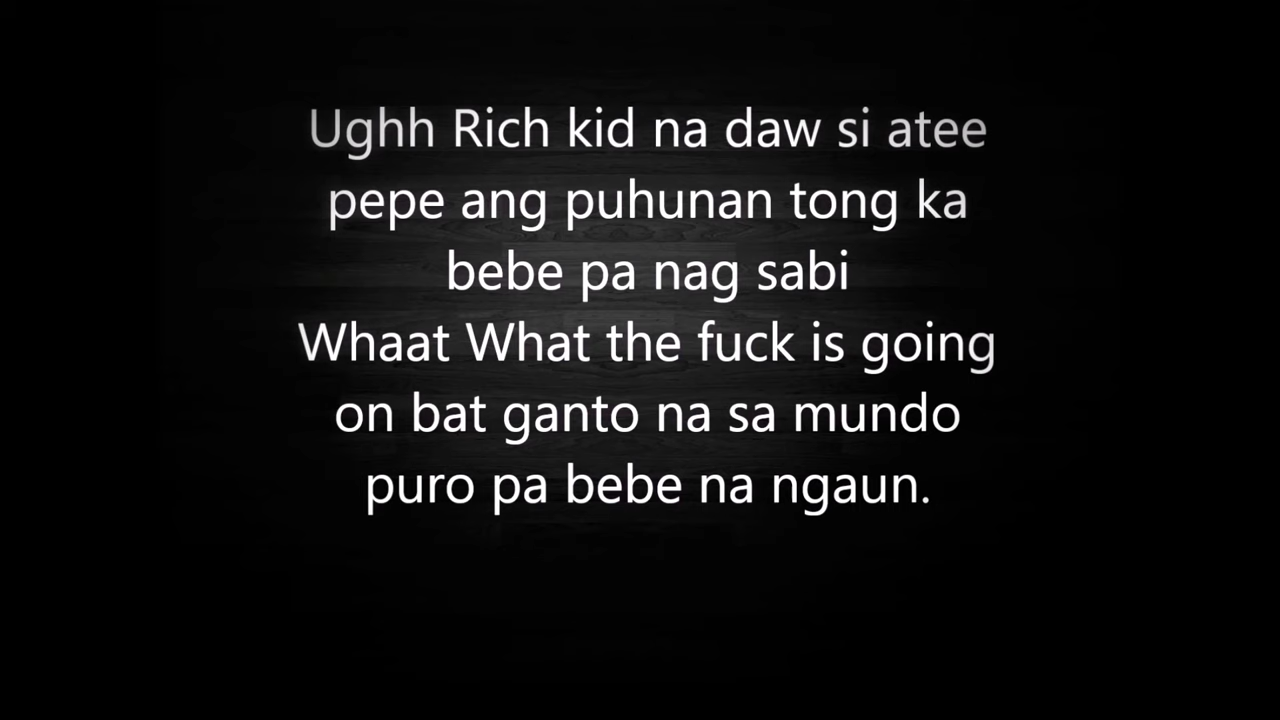 Ughh Rich kid na daw si atee
pepe ang puhunan tong ka
bebe pa nag sabi
Whaat What the fuck is going
on bat ganto na sa mundo
puro pa bebe na ngaun.